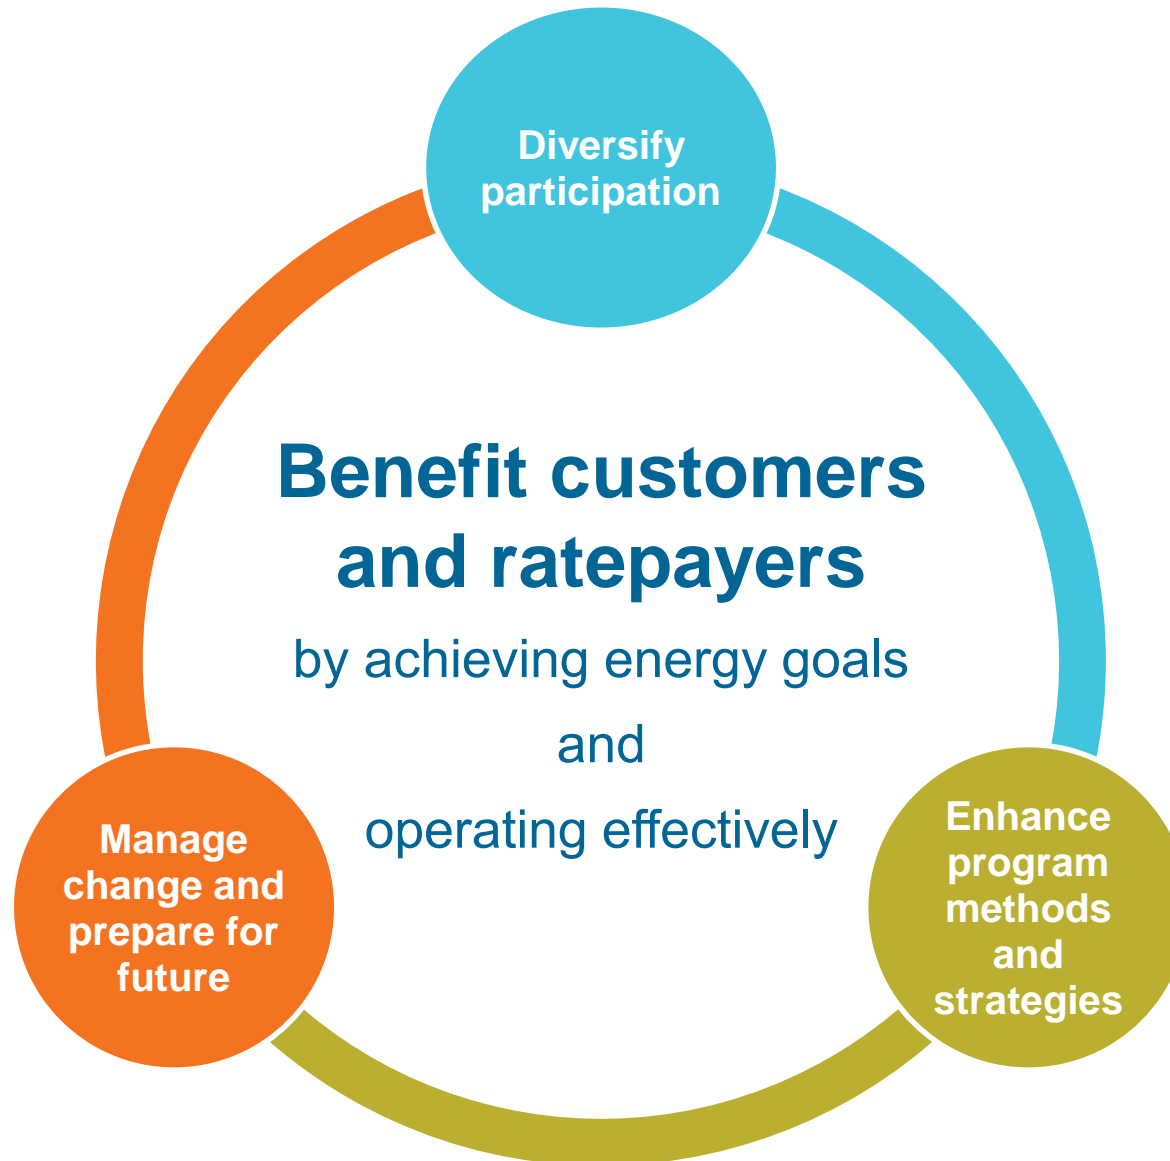 Diversify
participation
Benefit customers
and ratepayers
by achieving energy goals
and
operating effectively
Enhance
program
methods
and
strategies
Manage
change and
prepare for
future